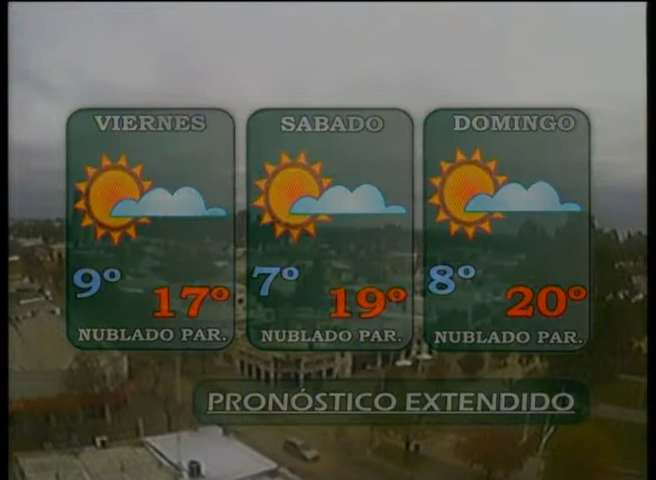 VIERNES
9º
17º
NUBLADO PAR.
SABADO
7º
19º
NUBLADO PAR.
DOMINGO
8º
20º
NUBLADO PAR.
PRONÓSTICO EXTENDIDO